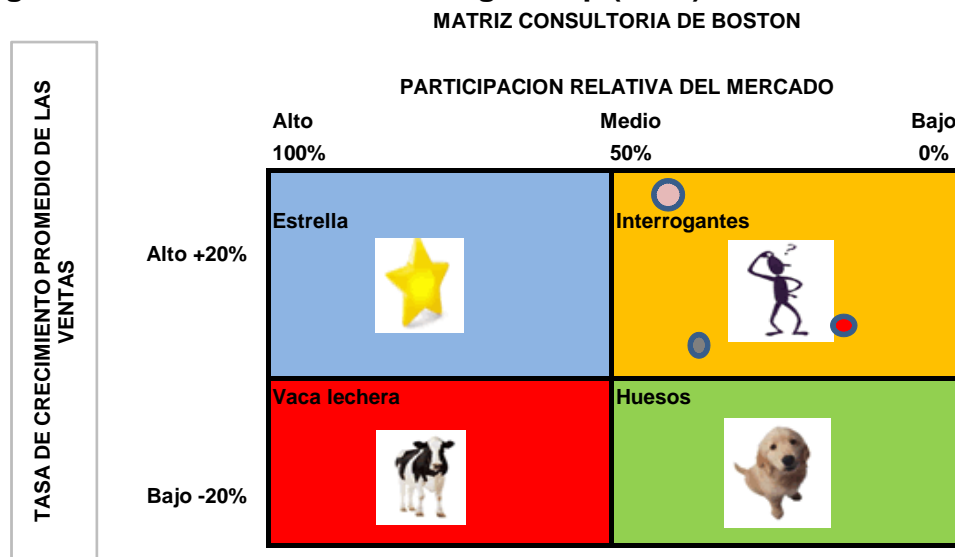 MATRIZ CONSULTORIA DE BOSTON
PARTICIPACION RELATIVA DEL MERCADO
Alto
Medio
Bajo
100%
50%
0%
TASA DE CRECIMIENTO PROMEDIO DE LAS
VENTAS
Alto +20%
Estrella
Interrogantes
?
Bajo -20%
Vaca lechera
Huesos